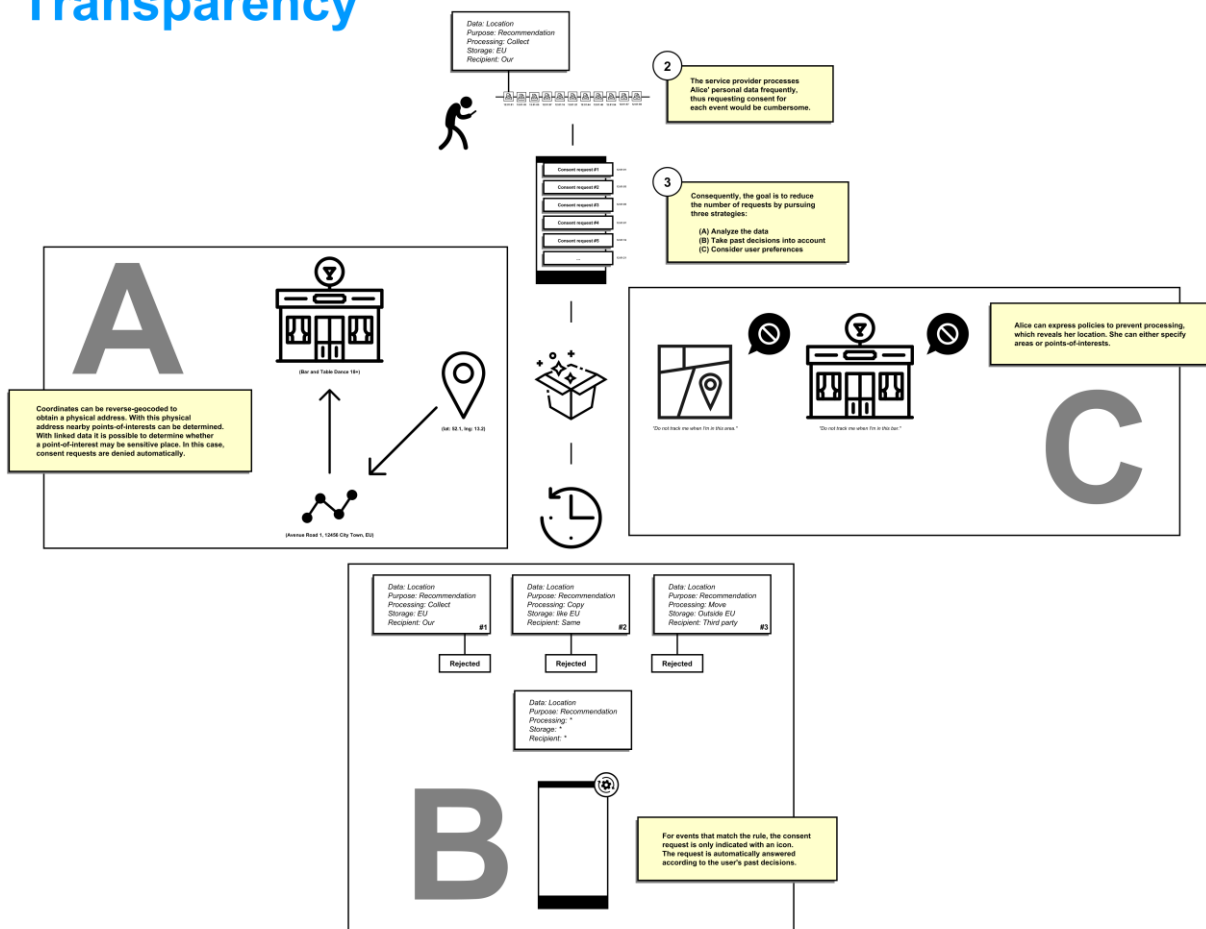 Transparency
Data: Location
Purpose: Recommendation
Processing: Collect
Storage: EU
Recipient: Our
2
The service provider processes
Alice' personal data frequently,
thus requesting consent for
each event would be cumbersome.
Consent request #1
Consent request #2
Consent request #3
Consent request #4
Consent request #5
...
3
Consequently, the goal is to reduce
the number of requests by pursuing
three strategies:
(A) Analyze the data
(B) Take past decisions into account
(C) Consider user preferences
A
(Bar and Table Dance 18+)
(lat: 52.1, lng: 13.2)
Coordinates can be reverse-geocoded to
obtain a physical address. With this physical
address nearby points-of-interests can be determined.
With linked data it is possible to determine whether
a point-of-interest may be sensitive place. In this case,
consent requests are denied automatically.
(Avenue Road 1, 12456 City Town, EU)
Alice can express policies to prevent processing,
which reveals her location. She can either specify
areas or points-of-interests.
"Do not track me when I'm in this area."
"Do not track me when I'm in this bar."
C
Data: Location
Purpose: Recommendation
Processing: Collect
Storage: EU
Recipient: Our
#1
Rejected
Data: Location
Purpose: Recommendation
Processing: Copy
Storage: like EU
Recipient: Same
#2
Rejected
Data: Location
Purpose: Recommendation
Processing: Move
Storage: Outside EU
Recipient: Third party
#3
Rejected
Data: Location
Purpose: Recommendation
Processing: *
Storage: *
Recipient: *
B
For events that match the rule, the consent
request is only indicated with an icon.
The request is automatically answered
according to the user's past decisions.